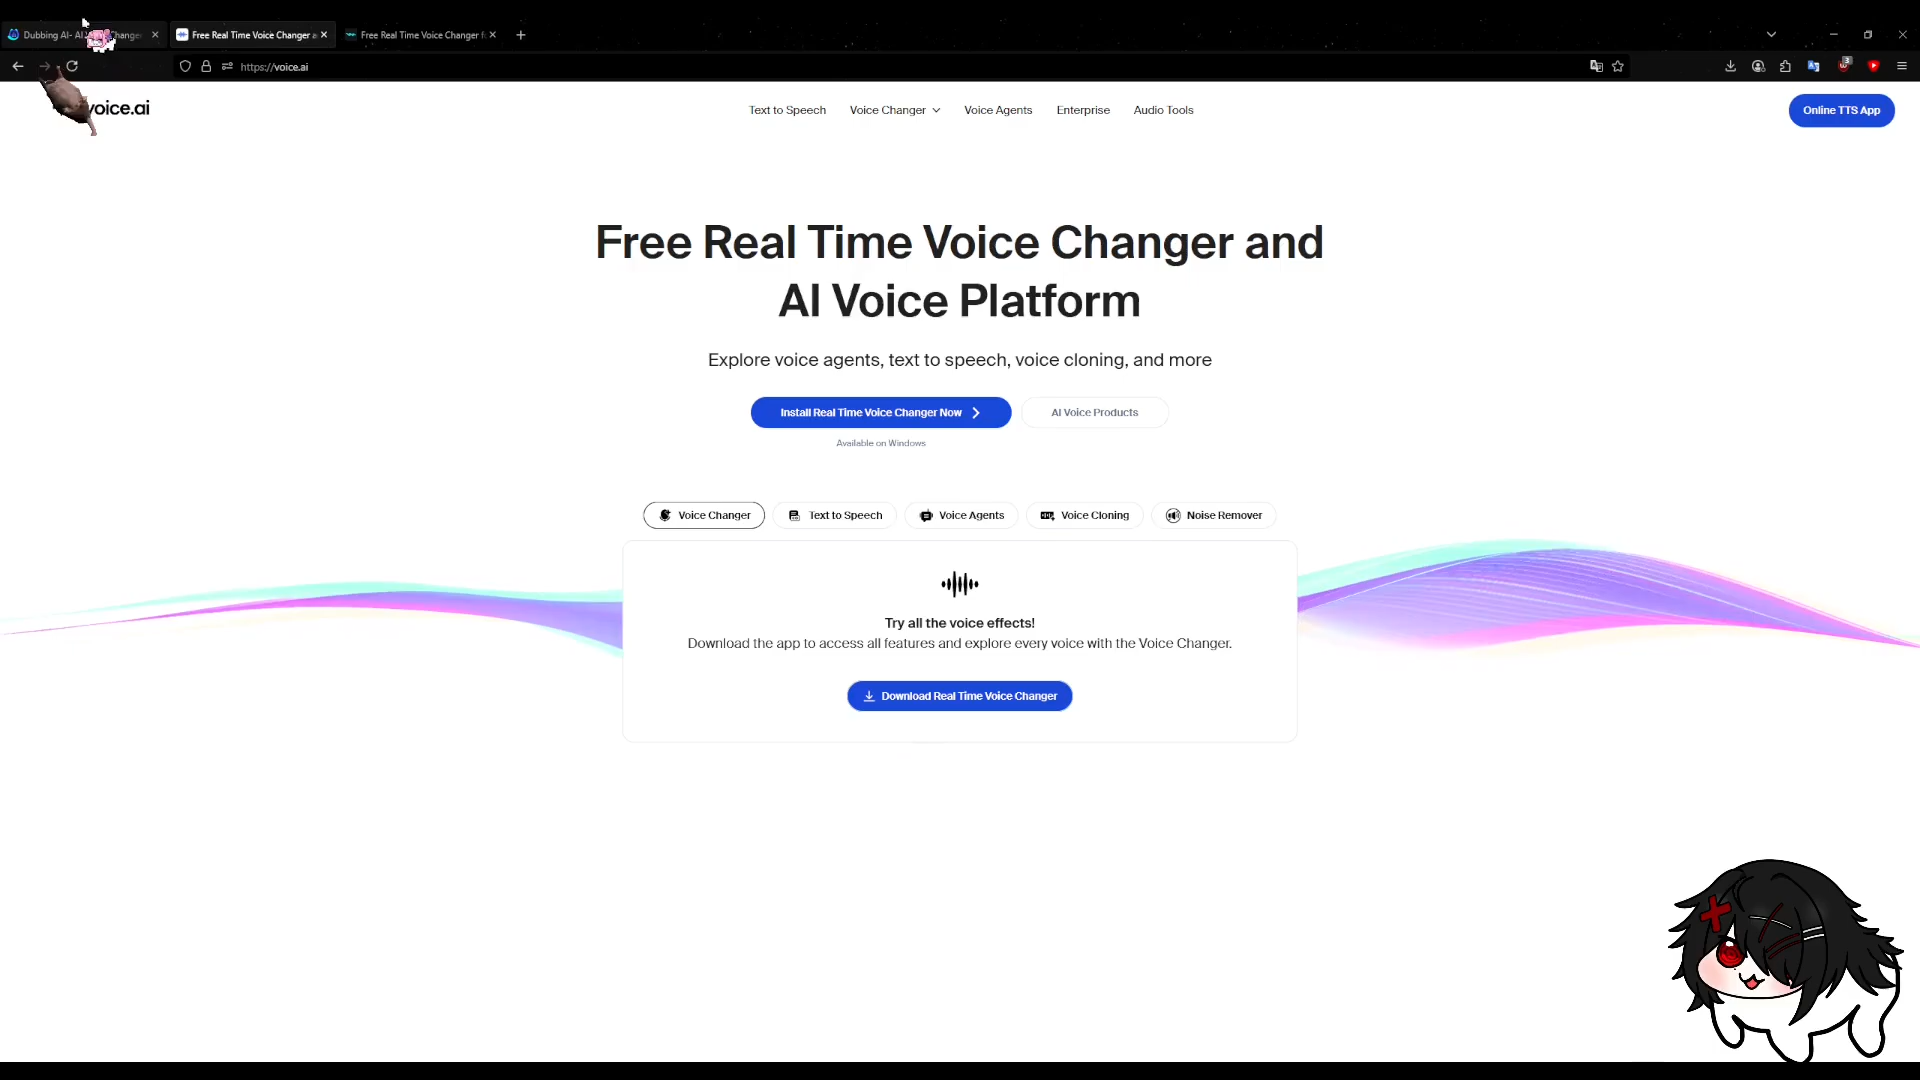 Dubbing AI- AI Changer
Free Real Time Voice Changer a
Free Real Time Voice Changer f
https://voice.ai
3
voice.ai
Text to Speech
Voice Changer
Voice Agents
Enterprise
Audio Tools
Online TTS App
Free Real Time Voice Changer and
AI Voice Platform
Explore voice agents, text to speech, voice cloning, and more
Install Real Time Voice Changer Now
AI Voice Products
Available on Windows
Voice Changer
Text to Speech
Voice Agents
Voice Cloning
Noise Remover
Try all the voice effects!
Download the app to access all features and explore every voice with the Voice Changer.
Download Real Time Voice Changer